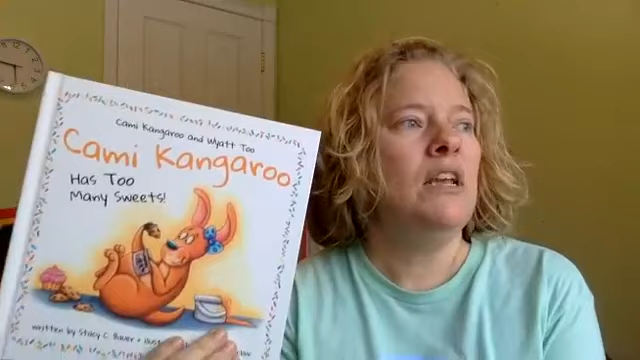 Cami Kangaroo and Wyatt Too
Cami Kangaroo
Has Too
Many Sweets!
written by Stacy C. Bauer